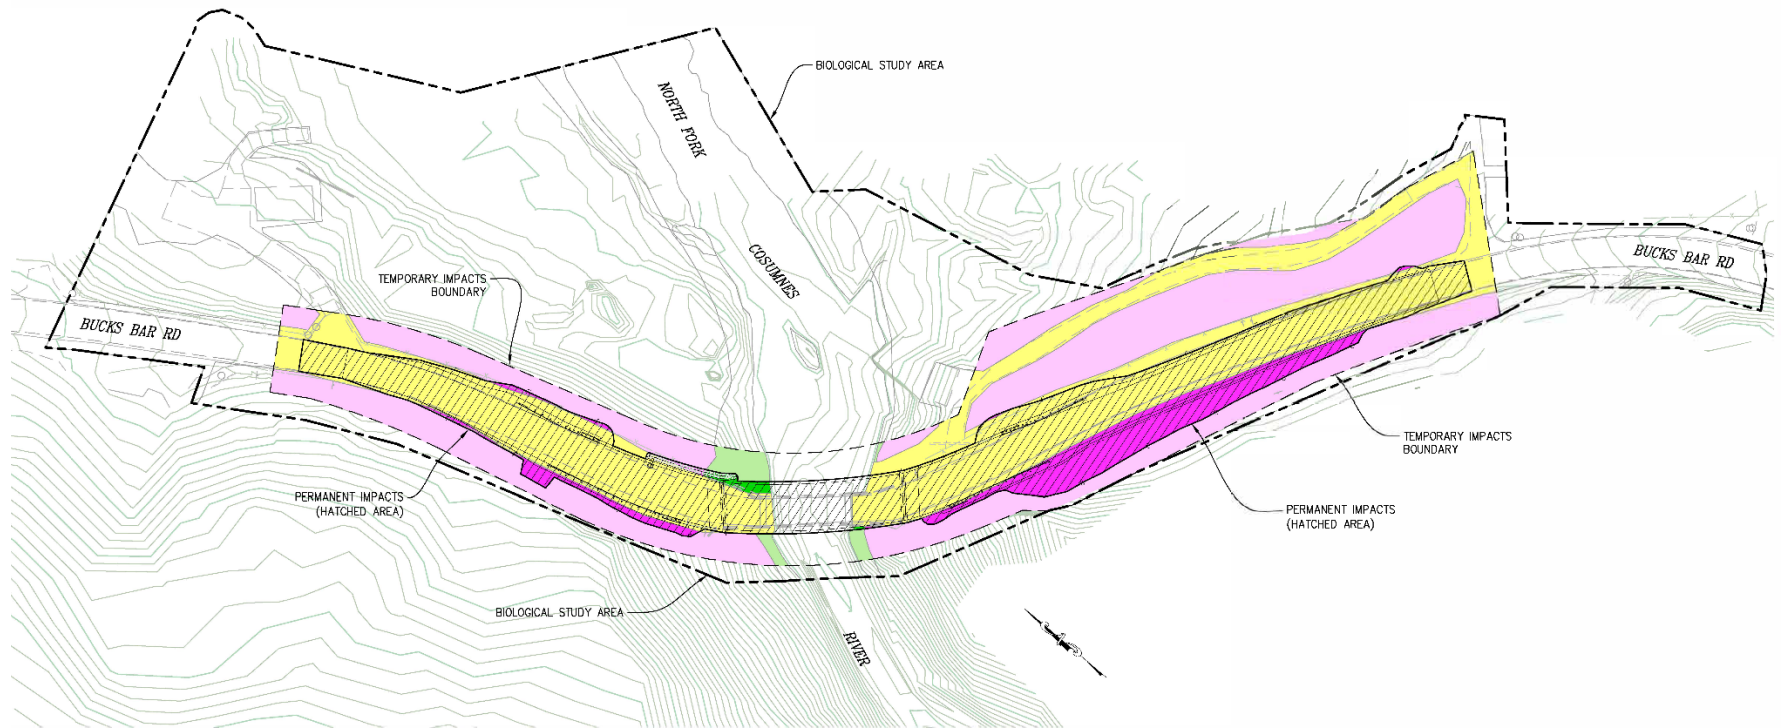 BIOLOGICAL STUDY AREA
NORTH FORK
COSUMNES
BUCKS BAR RD
TEMPORARY IMPACTS
BOUNDARY
BUCKS BAR RD
TEMPORARY IMPACTS
BOUNDARY
PERMANENT IMPACTS
(HATCHED AREA)
PERMANENT IMPACTS
(HATCHED AREA)
BIOLOGICAL STUDY AREA
RIVER